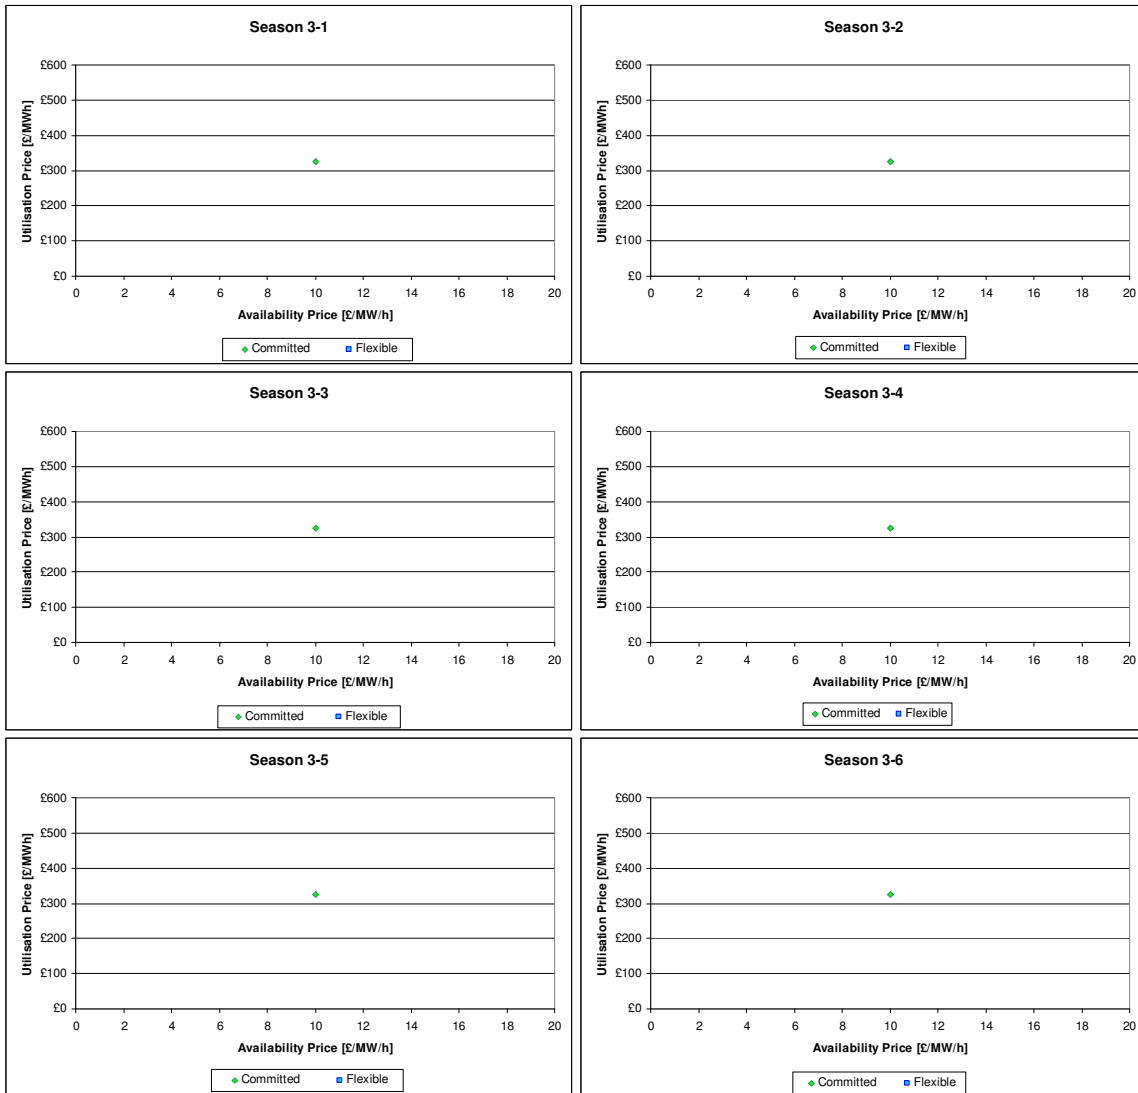 Season 3-1
Utilisation Price [£/MWh]
£600
£500
£400
£300
£200
£100
£0
0 2 4 6 8 10 12 14 16 18 20
Availability Price [£/MW/h]
Committed Flexible
Season 3-2
Utilisation Price [£/MWh]
£600
£500
£400
£300
£200
£100
£0
0 2 4 6 8 10 12 14 16 18 20
Availability Price [£/MW/h]
Committed Flexible
Season 3-3
Utilisation Price [£/MWh]
£600
£500
£400
£300
£200
£100
£0
0 2 4 6 8 10 12 14 16 18 20
Availability Price [£/MW/h]
Committed Flexible
Season 3-4
Utilisation Price [£/MWh]
£600
£500
£400
£300
£200
£100
£0
0 2 4 6 8 10 12 14 16 18 20
Availability Price [£/MW/h]
Committed Flexible
Season 3-5
Utilisation Price [£/MWh]
£600
£500
£400
£300
£200
£100
£0
0 2 4 6 8 10 12 14 16 18 20
Availability Price [£/MW/h]
Committed Flexible
Season 3-6
Utilisation Price [£/MWh]
£600
£500
£400
£300
£200
£100
£0
0 2 4 6 8 10 12 14 16 18 20
Availability Price [£/MW/h]
Committed Flexible